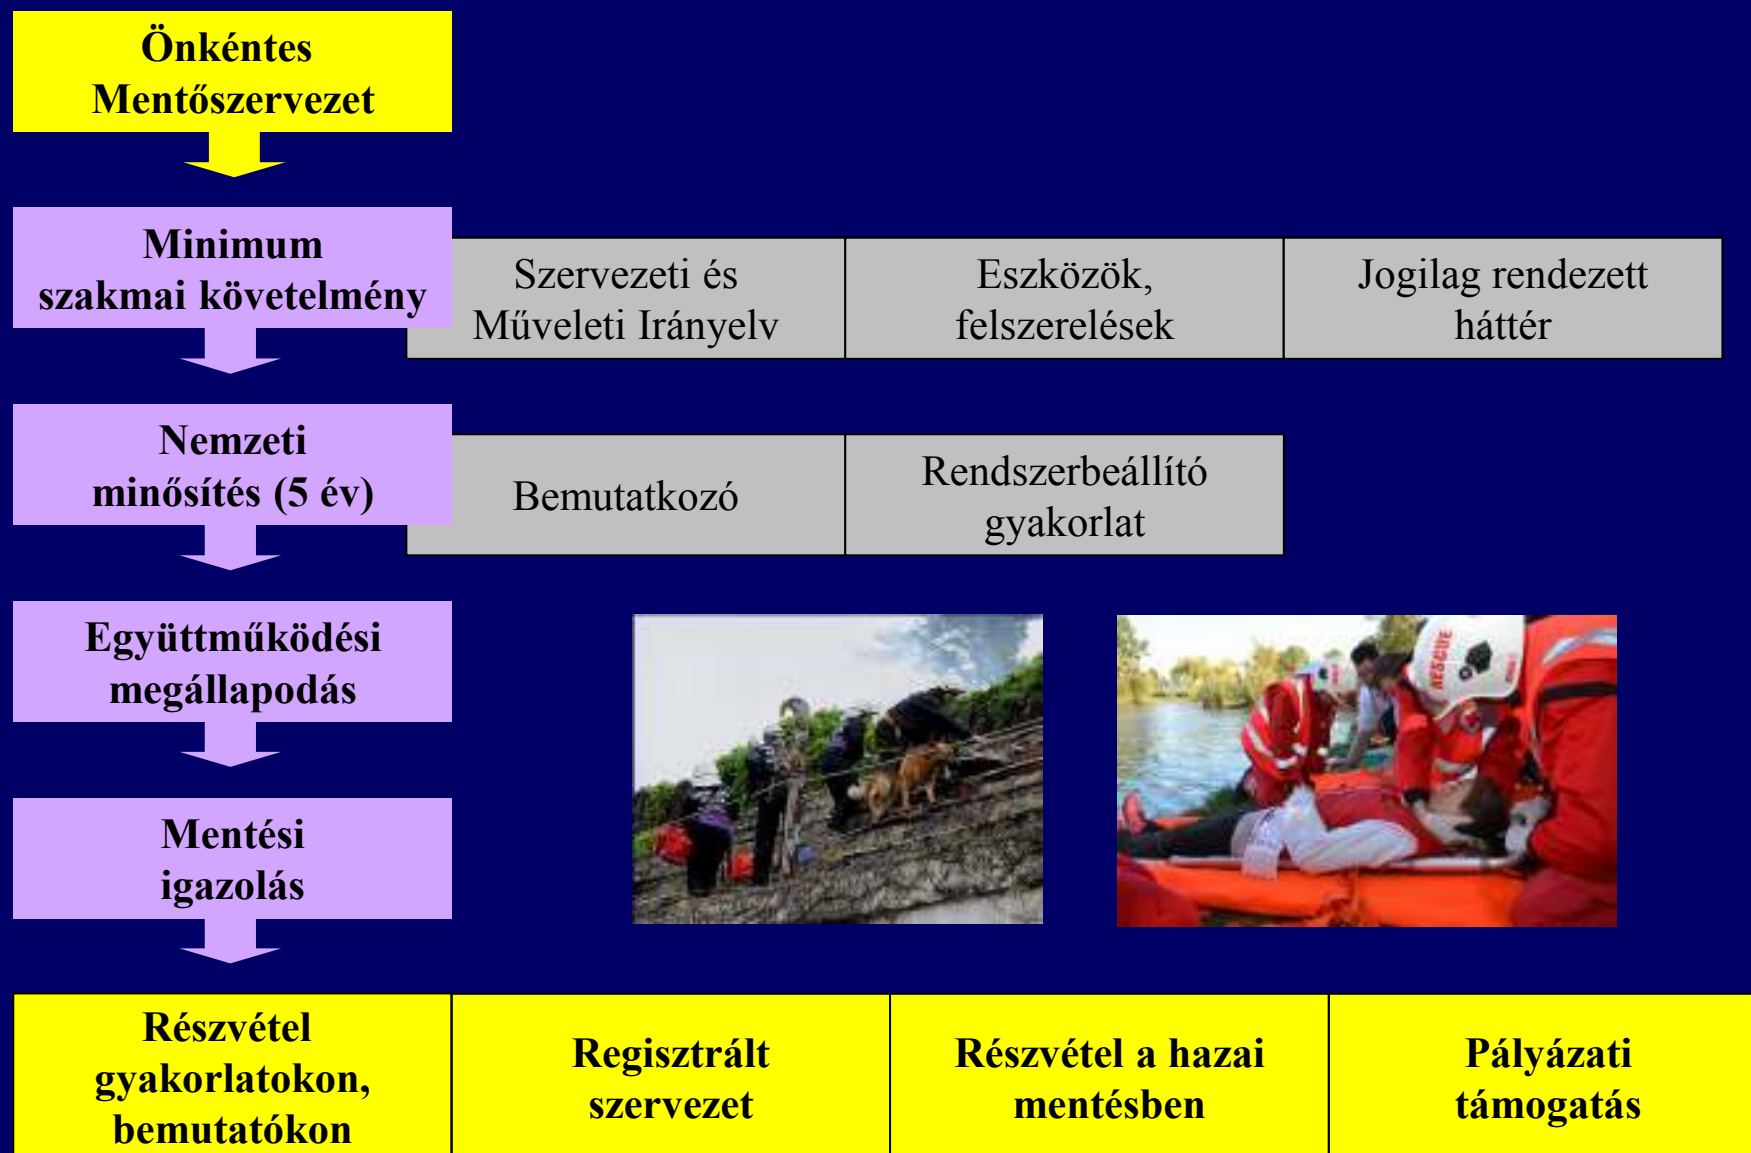 Önkéntes
Mentőszervezet
Minimum
szakmai követelmény
Szervezeti és
Műveleti Irányelv
Eszközök,
felszerelések
Jogilag rendezett
háttér
Nemzeti
minősítés (5 év)
Bemutatkozó
Rendszerbeállító
gyakorlat
Együttműködési
megállapodás
RESCUE
Mentési
igazolás
Részvétel
gyakorlatokon,
bemutatókon
Regisztrált
szervezet
Részvétel a hazai
mentésben
Pályázati
támogatás